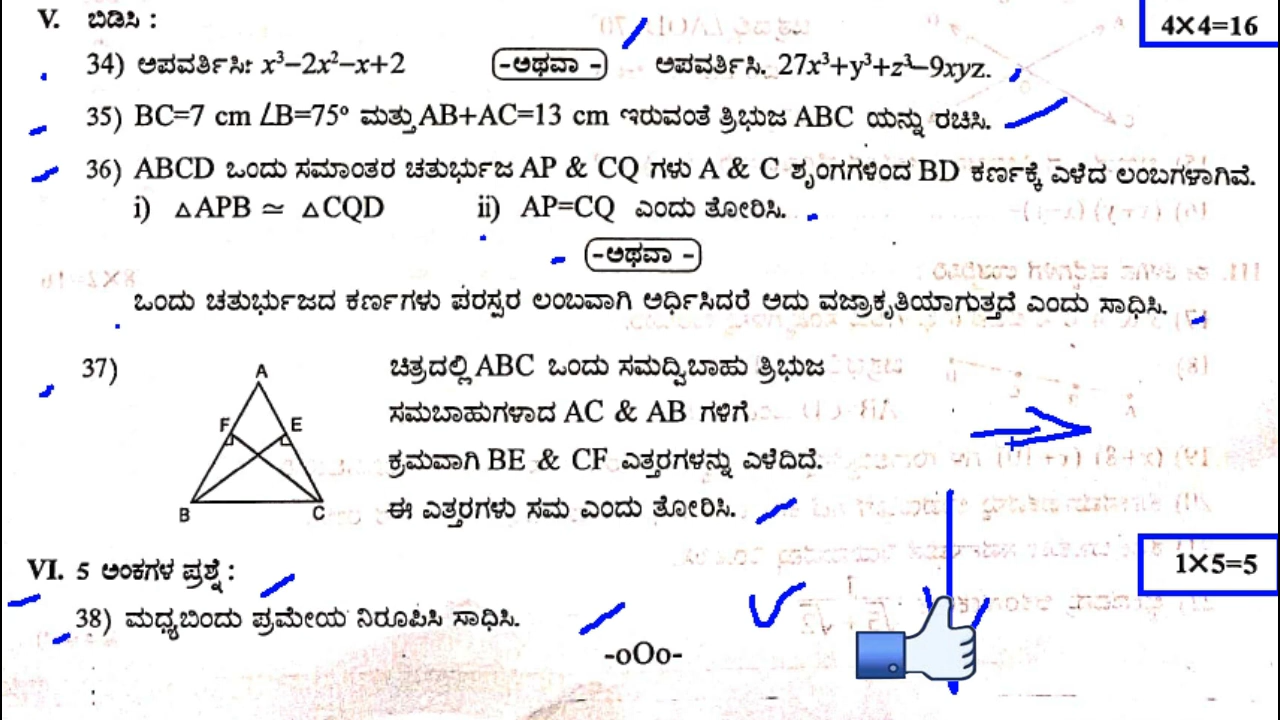 V. ಬಿಡಿಸಿ :
4×4=16
34) ಅಪವರ್ತಿಸಿ: x³−2x²−x+2 -ಅಥವಾ - ಅಪವರ್ತಿಸಿ. 27x³+y³+z³−9xyz.
35) BC=7 cm ∠B=75° ಮತ್ತು AB+AC=13 cm ಇರುವಂತೆ ತ್ರಿಭುಜ ABC ಯನ್ನು ರಚಿಸಿ.
36) ABCD ಒಂದು ಸಮಾಂತರ ಚತುರ್ಭುಜ AP & CQ ಗಳು A & C ಶೃಂಗಗಳಿಂದ BD ಕರ್ಣಕ್ಕೆ ಎಳೆದ ಲಂಬಗಳಾಗಿವೆ.
i) △APB ≃ △CQD ii) AP=CQ ಎಂದು ತೋರಿಸಿ.
-ಅಥವಾ -
ಒಂದು ಚತುರ್ಭುಜದ ಕರ್ಣಗಳು ಪರಸ್ಪರ ಲಂಬವಾಗಿ ಅರ್ಧಿಸಿದರೆ ಅದು ವಜ್ರಾಕೃತಿಯಾಗುತ್ತದೆ ಎಂದು ಸಾಧಿಸಿ.
37) ಚಿತ್ರದಲ್ಲಿ ABC ಒಂದು ಸಮದ್ವಿಬಾಹು ತ್ರಿಭುಜ
ಸಮಬಾಹುಗಳಾದ AC & AB ಗಳಿಗೆ
ಕ್ರಮವಾಗಿ BE & CF ಎತ್ತರಗಳನ್ನು ಎಳೆದಿದೆ.
ಈ ಎತ್ತರಗಳು ಸಮ ಎಂದು ತೋರಿಸಿ.
A
F E
B C
VI. 5 ಅಂಕಗಳ ಪ್ರಶ್ನೆ :
1×5=5
38) ಮಧ್ಯಬಿಂದು ಪ್ರಮೇಯ ನಿರೂಪಿಸಿ ಸಾಧಿಸಿ.
-oOo-